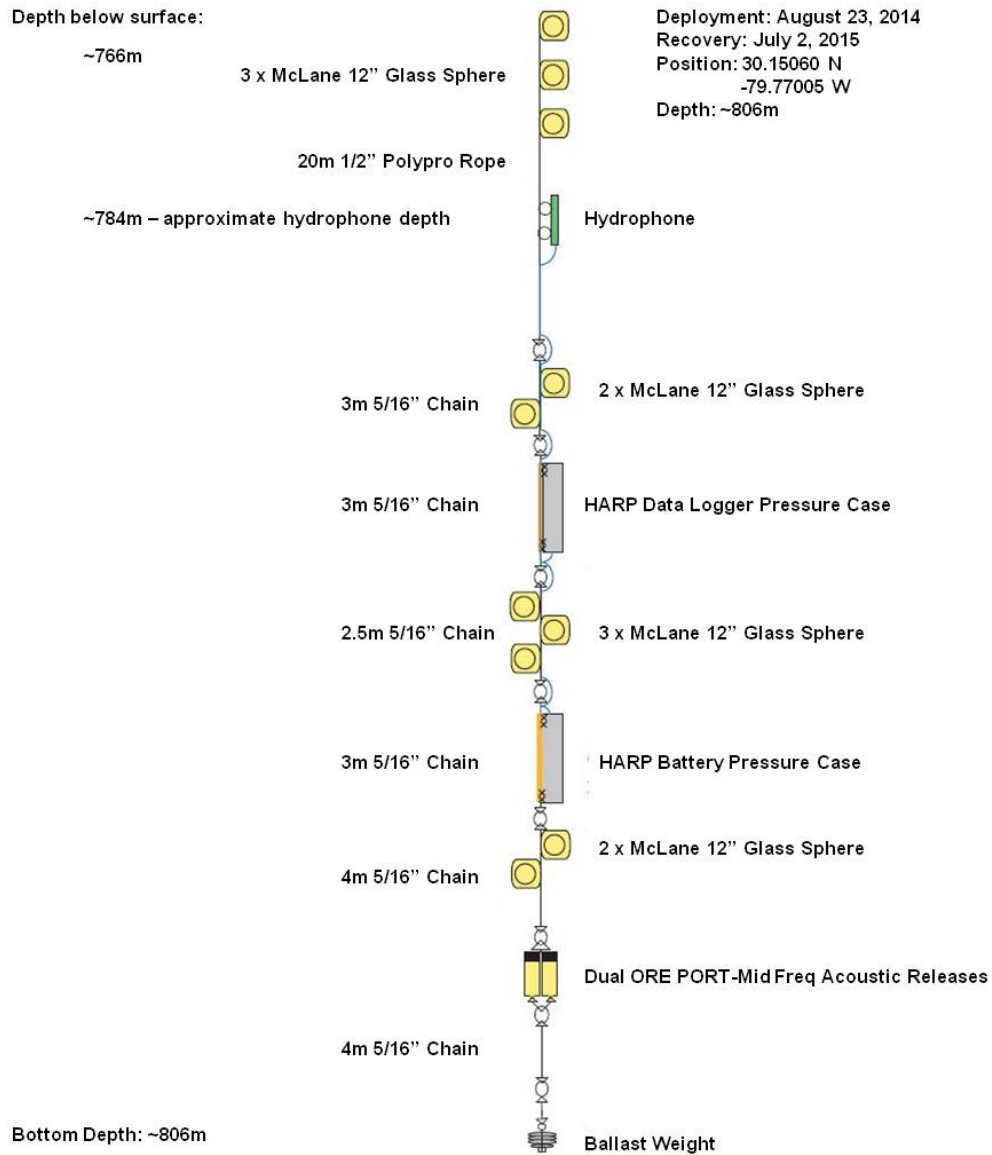 Depth below surface:
~766m
Deployment: August 23, 2014
Recovery: July 2, 2015
Position: 30.15060 N
-79.77005 W
Depth: ~806m
3 x McLane 12” Glass Sphere
20m 1/2” Polypro Rope
~784m – approximate hydrophone depth
Hydrophone
3m 5/16” Chain
2 x McLane 12” Glass Sphere
3m 5/16” Chain
HARP Data Logger Pressure Case
2.5m 5/16” Chain
3 x McLane 12” Glass Sphere
3m 5/16” Chain
HARP Battery Pressure Case
2 x McLane 12” Glass Sphere
4m 5/16” Chain
Dual ORE PORT-Mid Freq Acoustic Releases
4m 5/16” Chain
Bottom Depth: ~806m
Ballast Weight